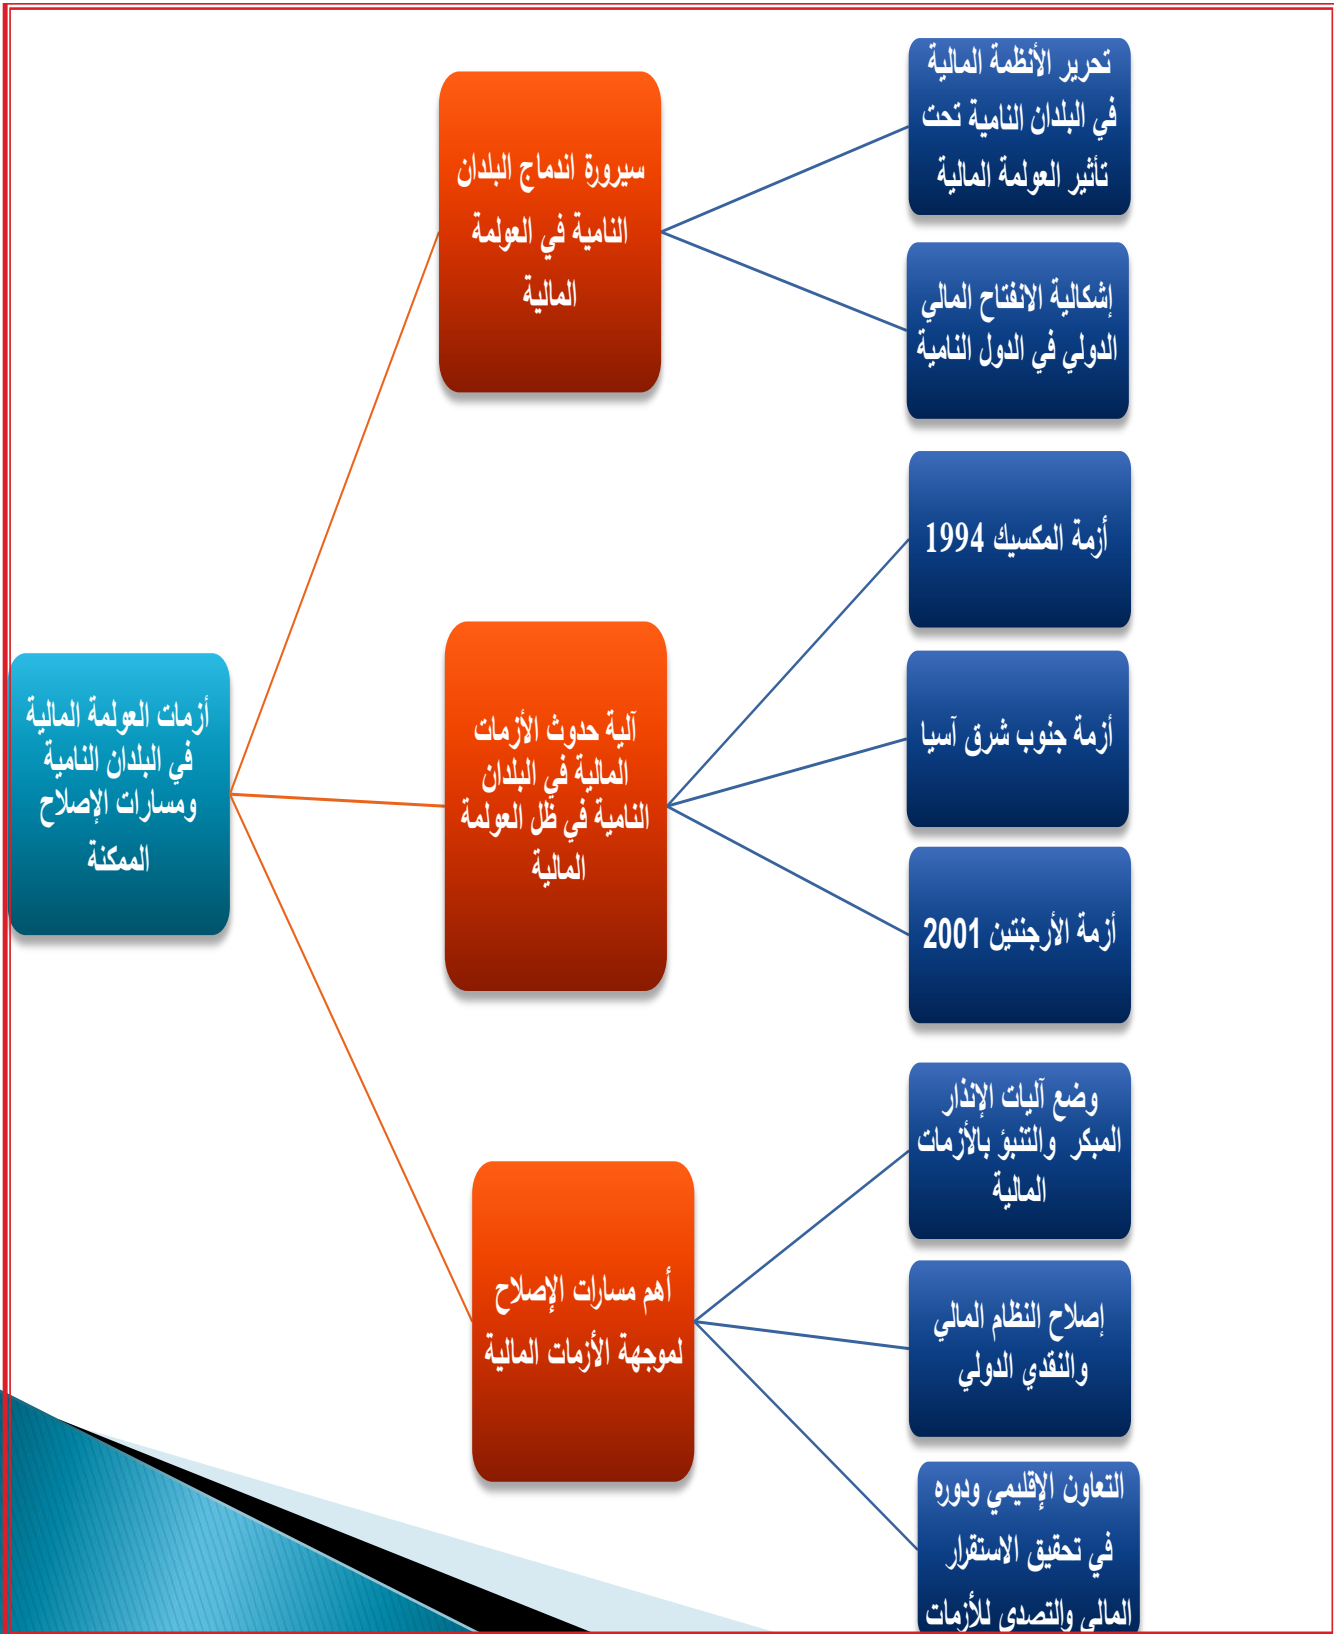 أزمات العولمة المالية
في البلدان النامية
ومسارات الإصلاح
الممكنة
سيرورة اندماج البلدان
النامية في العولمة
المالية
تحرير الأنظمة المالية
في البلدان النامية تحت
تأثير العولمة المالية
إشكالية الانفتاح المالي
الدولي في الدول النامية
آلية حدوث الأزمات
المالية في البلدان
النامية في ظل العولمة
المالية
أزمة المكسيك 1994
أزمة جنوب شرق آسيا
أزمة الأرجنتين 2001
أهم مسارات الإصلاح
لموجهة الأزمات المالية
وضع آليات الإنذار
المبكر والتنبؤ بالأزمات
المالية
إصلاح النظام المالي
والنقدي الدولي
التعاون الإقليمي ودوره
في تحقيق الاستقرار
المالي والتصدي للأزمات